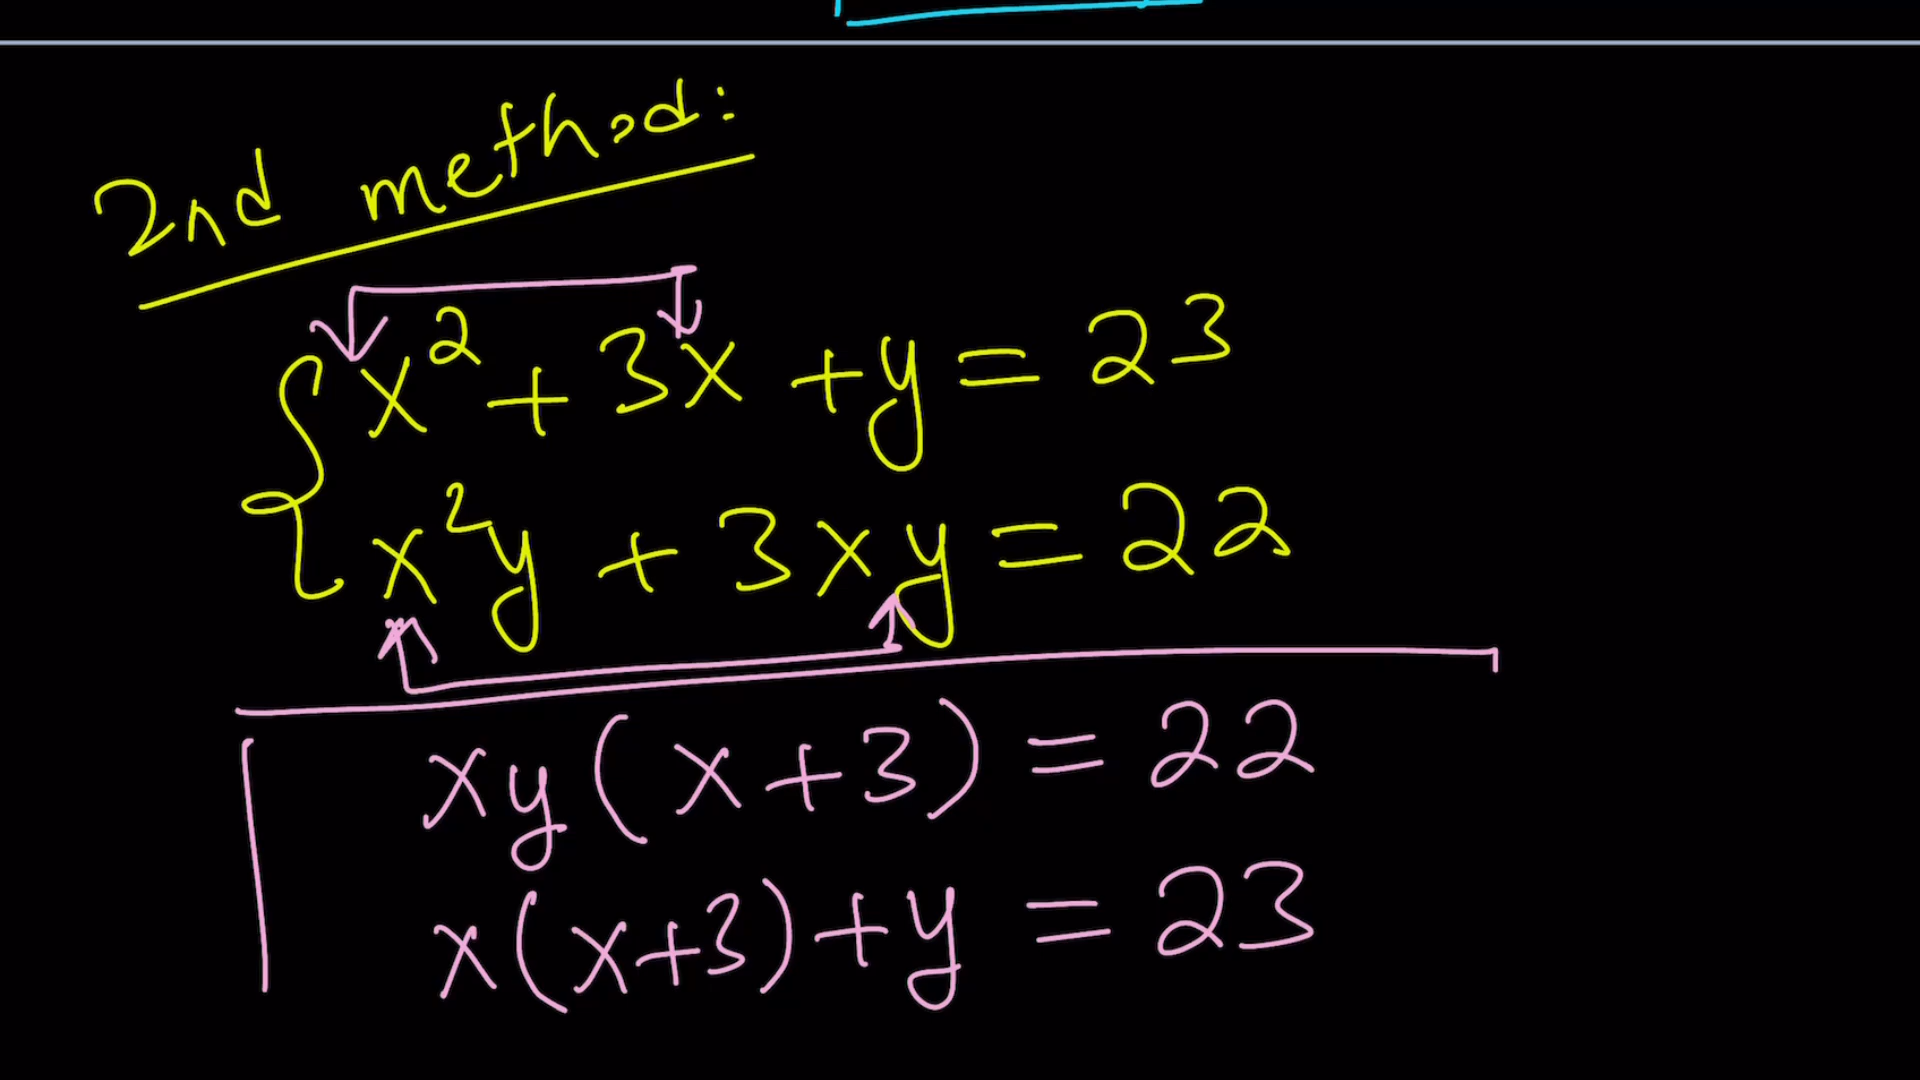 2nd method:
x² + 3x + y = 23
x²y + 3xy = 22
xy(x+3) = 22
x(x+3)+y = 23